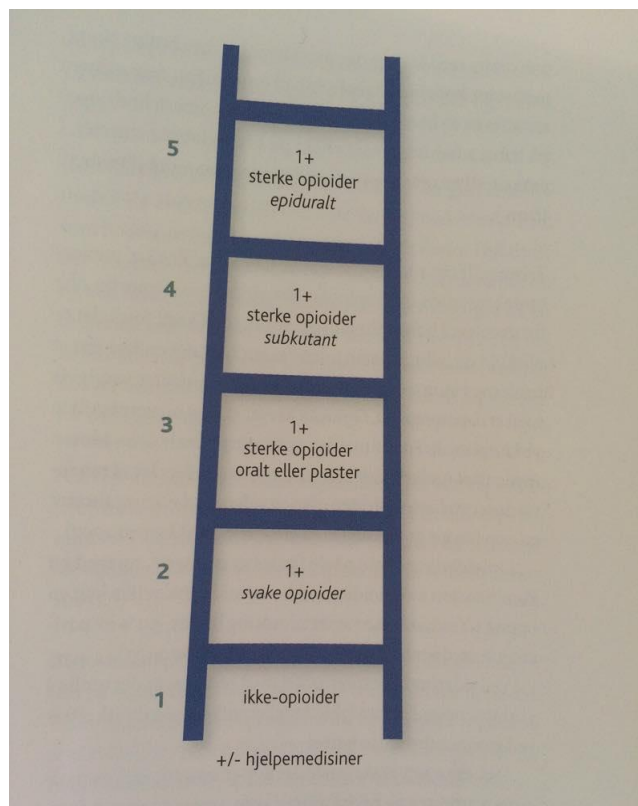 5
1+
sterke opioider
epiduralt
4
1+
sterke opioider
subkutant
3
1+
sterke opioider
oralt eller plaster
2
1+
svake opioider
1
ikke-opioider
+/- hjelpemedisiner